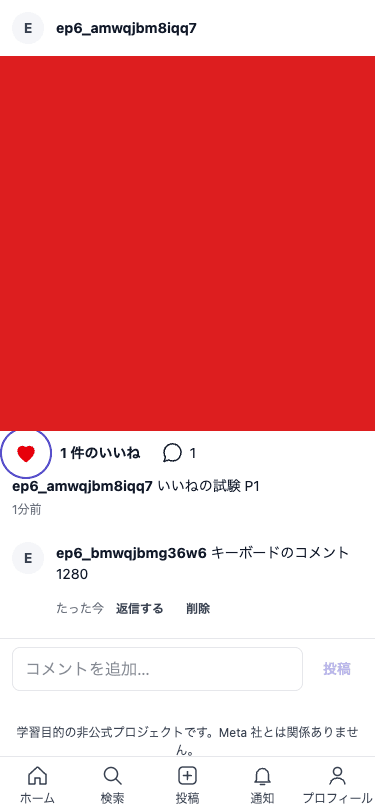 E ep6_amwqjbm8iqq7
1 件のいいね 1
ep6_amwqjbm8iqq7 いいねの試験 P1
1分前
E ep6_bmwqjbmg36w6 キーボードのコメント
1280
たった今 返信する 削除
コメントを追加... 投稿
学習目的の非公式プロジェクトです。Meta 社とは関係ありませ
ん。
ホーム 検索 投稿 通知 プロフィール